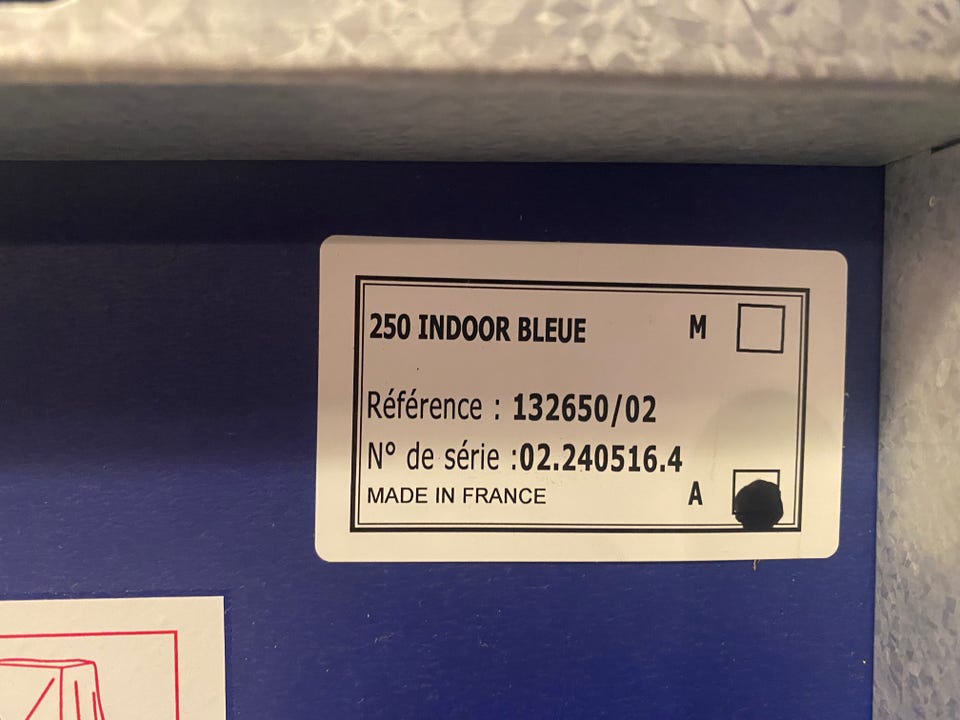 250 INDOOR BLEUE M
Référence : 132650/02
N° de série :02.240516.4
MADE IN FRANCE A